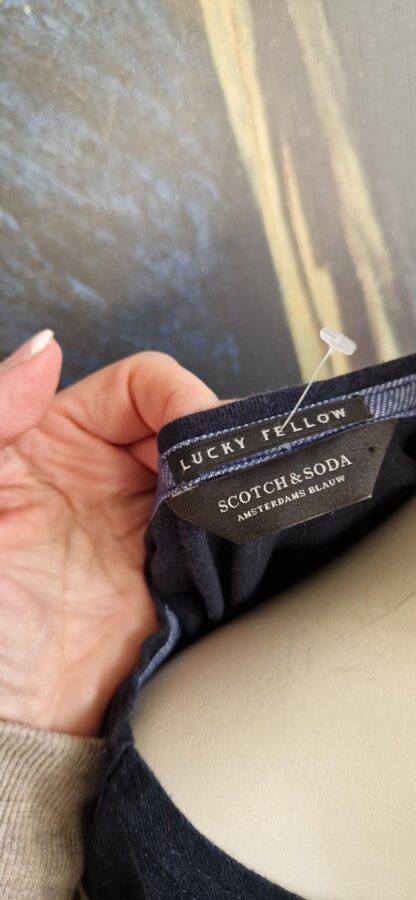 LUCKY FELLOW
SCOTCH & SODA
AMSTERDAMS BLAUW